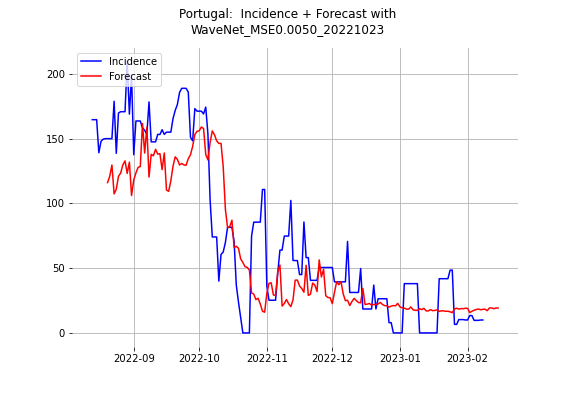 Portugal:  Incidence + Forecast with
WaveNet_MSE0.0050_20221023
Incidence
Forecast
200
150
100
50
0
2022-09
2022-10
2022-11
2022-12
2023-01
2023-02